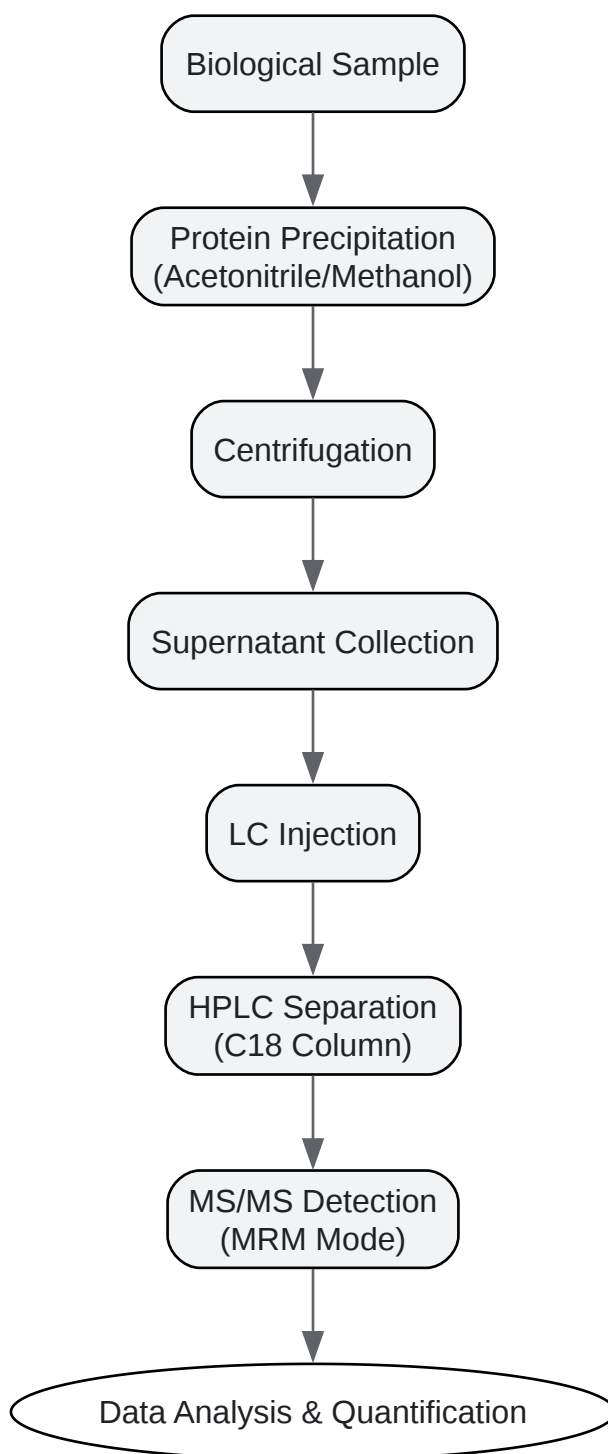 Biological Sample
Protein Precipitation
(Acetonitrile/Methanol)
Centrifugation
Supernatant Collection
LC Injection
HPLC Separation
(C18 Column)
MS/MS Detection
(MRM Mode)
Data Analysis & Quantification